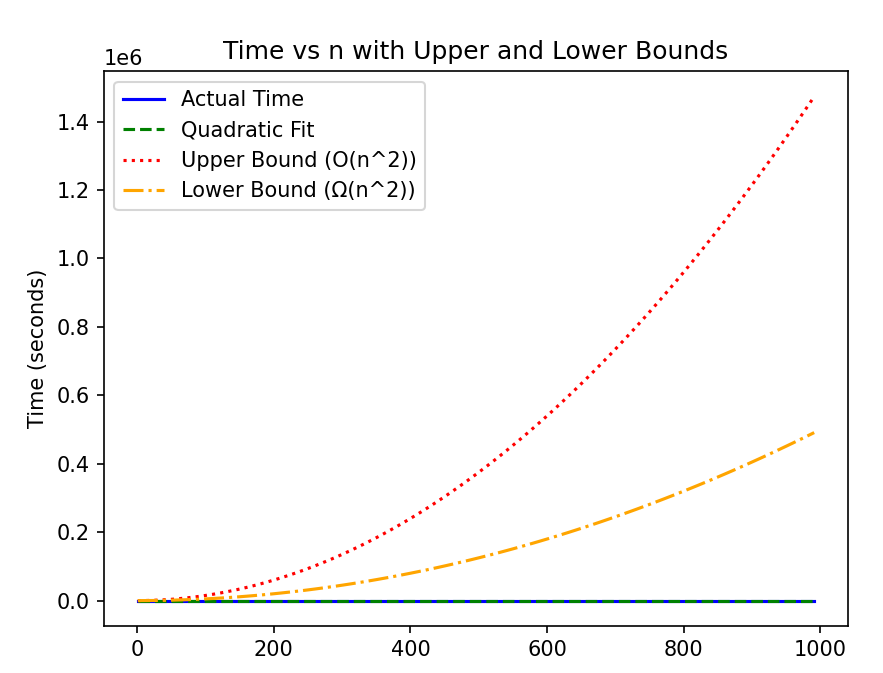 Time vs n with Upper and Lower Bounds
1e6
Actual Time
Quadratic Fit
Upper Bound (O(n^2))
Lower Bound (Ω(n^2))
Time (seconds)
1.4
1.2
1.0
0.8
0.6
0.4
0.2
0.0
0 200 400 600 800 1000